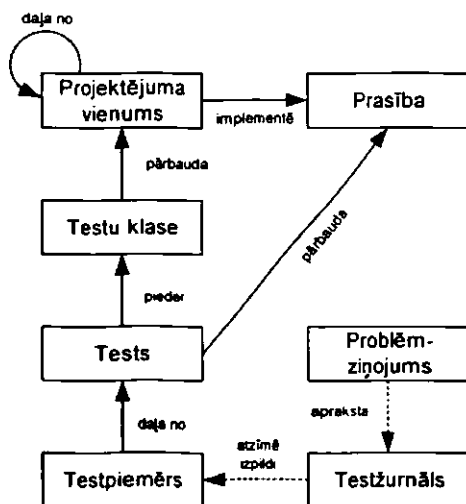 daļa no
Projektējuma
vienums
Prasība
implementē
pārbauda
Testu klase
pārbauda
pieder
Tests
Problēm-
ziņojums
apraksta
daļa no
atzīmē
izpildi
Testpiemērs
Testžurnāls